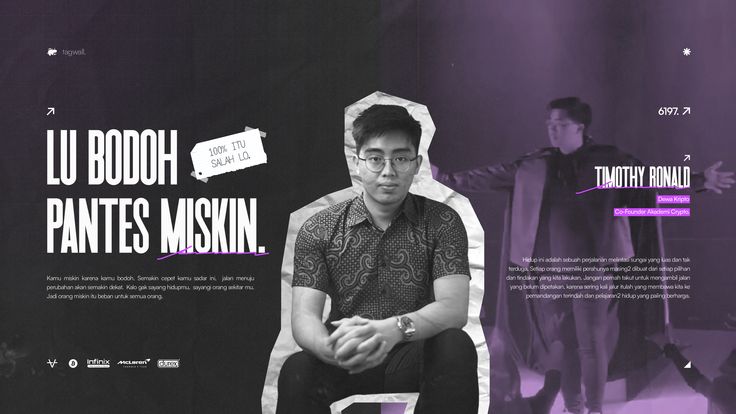 tagwall.
6197.
LU BODOH
PANTES MISKIN.
100% ITU
SALAH LO.
Kamu miskin karena kamu bodoh. Semakin cepet kamu sadar ini, jalan menuju
perubahan akan semakin dekat. Kalo gak sayang hidupmu, sayangi orang sekitar mu.
Jadi orang miskin itu beban untuk semua orang.
TIMOTHY RONALD
Dewa Kripto
Co-Founder Akademi Crypto.
Hidup ini adalah sebuah perjalanan melintasi sungai yang luas dan tak
terduga. Setiap orang memiliki perahunya masing2 dibuat dari setiap pilihan
dan tindakan yang kita lakukan. Jangan pernah takut untuk mengambil jalan
yang belum dipetakan, karena sering kali jalur itulah yang membawa kita ke
pemandangan terindah dan pelajaran2 hidup yang paling berharga.
Infinix
McLaren
durex